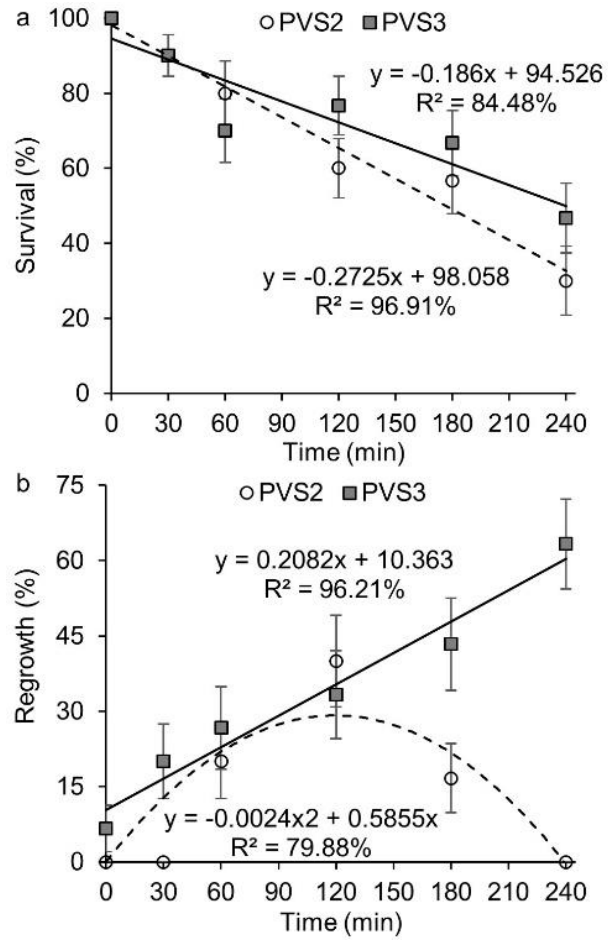 a
PVS2 PVS3
100
80
60
40
20
0
y = -0.186x + 94.526
R² = 84.48%
y = -0.2725x + 98.058
R² = 96.91%
Survival (%)
0 30 60 90 120 150 180 210 240
Time (min)
b
PVS2 PVS3
75
60
45
30
15
0
y = 0.2082x + 10.363
R² = 96.21%
y = -0.0024x2 + 0.5855x
R² = 79.88%
Regrowth (%)
0 30 60 90 120 150 180 210 240
Time (min)